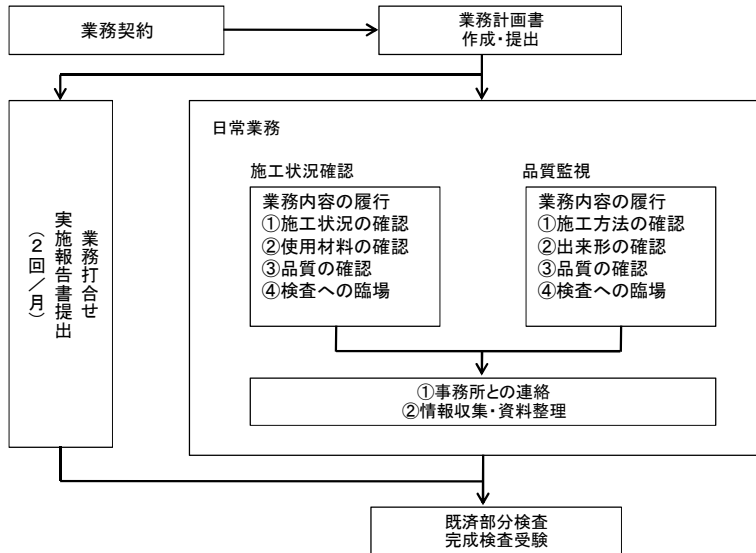 業務契約
業務計画書
作成・提出
業務打合せ
実施報告書提出
（２回／月）
日常業務
施工状況確認
業務内容の履行
①施工状況の確認
②使用材料の確認
③品質の確認
④検査への臨場
品質監視
業務内容の履行
①施工方法の確認
②出来形の確認
③品質の確認
④検査への臨場
①事務所との連絡
②情報収集・資料整理
既済部分検査
完成検査受験